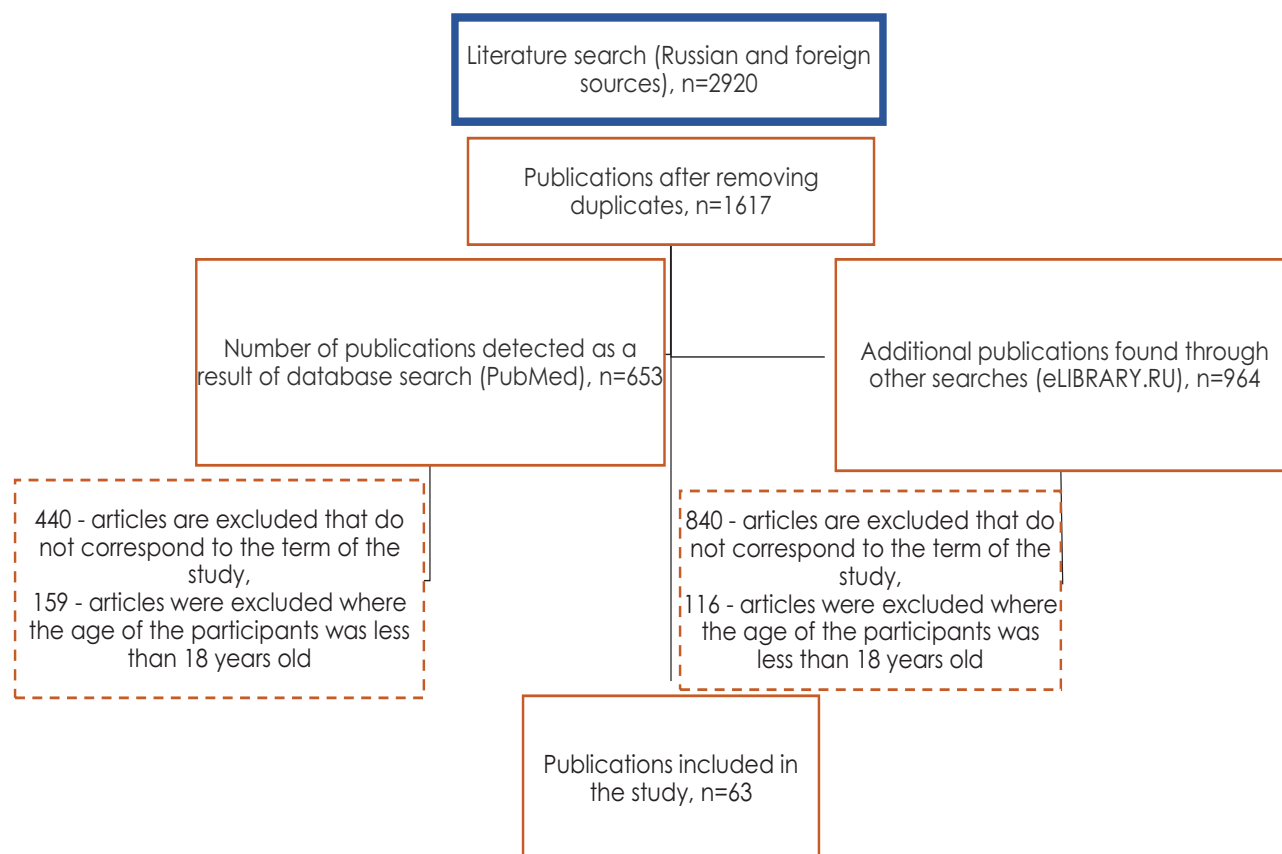 Literature search (Russian and foreign
sources), n=2920
Publications after removing
duplicates, n=1617
Number of publications detected as a
result of database search (PubMed), n=653
Additional publications found through
other searches (eLIBRARY.RU), n=964
440 - articles are excluded that do
not correspond to the term of the
study,
159 - articles were excluded where
the age of the participants was less
than 18 years old
840 - articles are excluded that do
not correspond to the term of the
study,
116 - articles were excluded where
the age of the participants was
less than 18 years old
Publications included in
the study, n=63